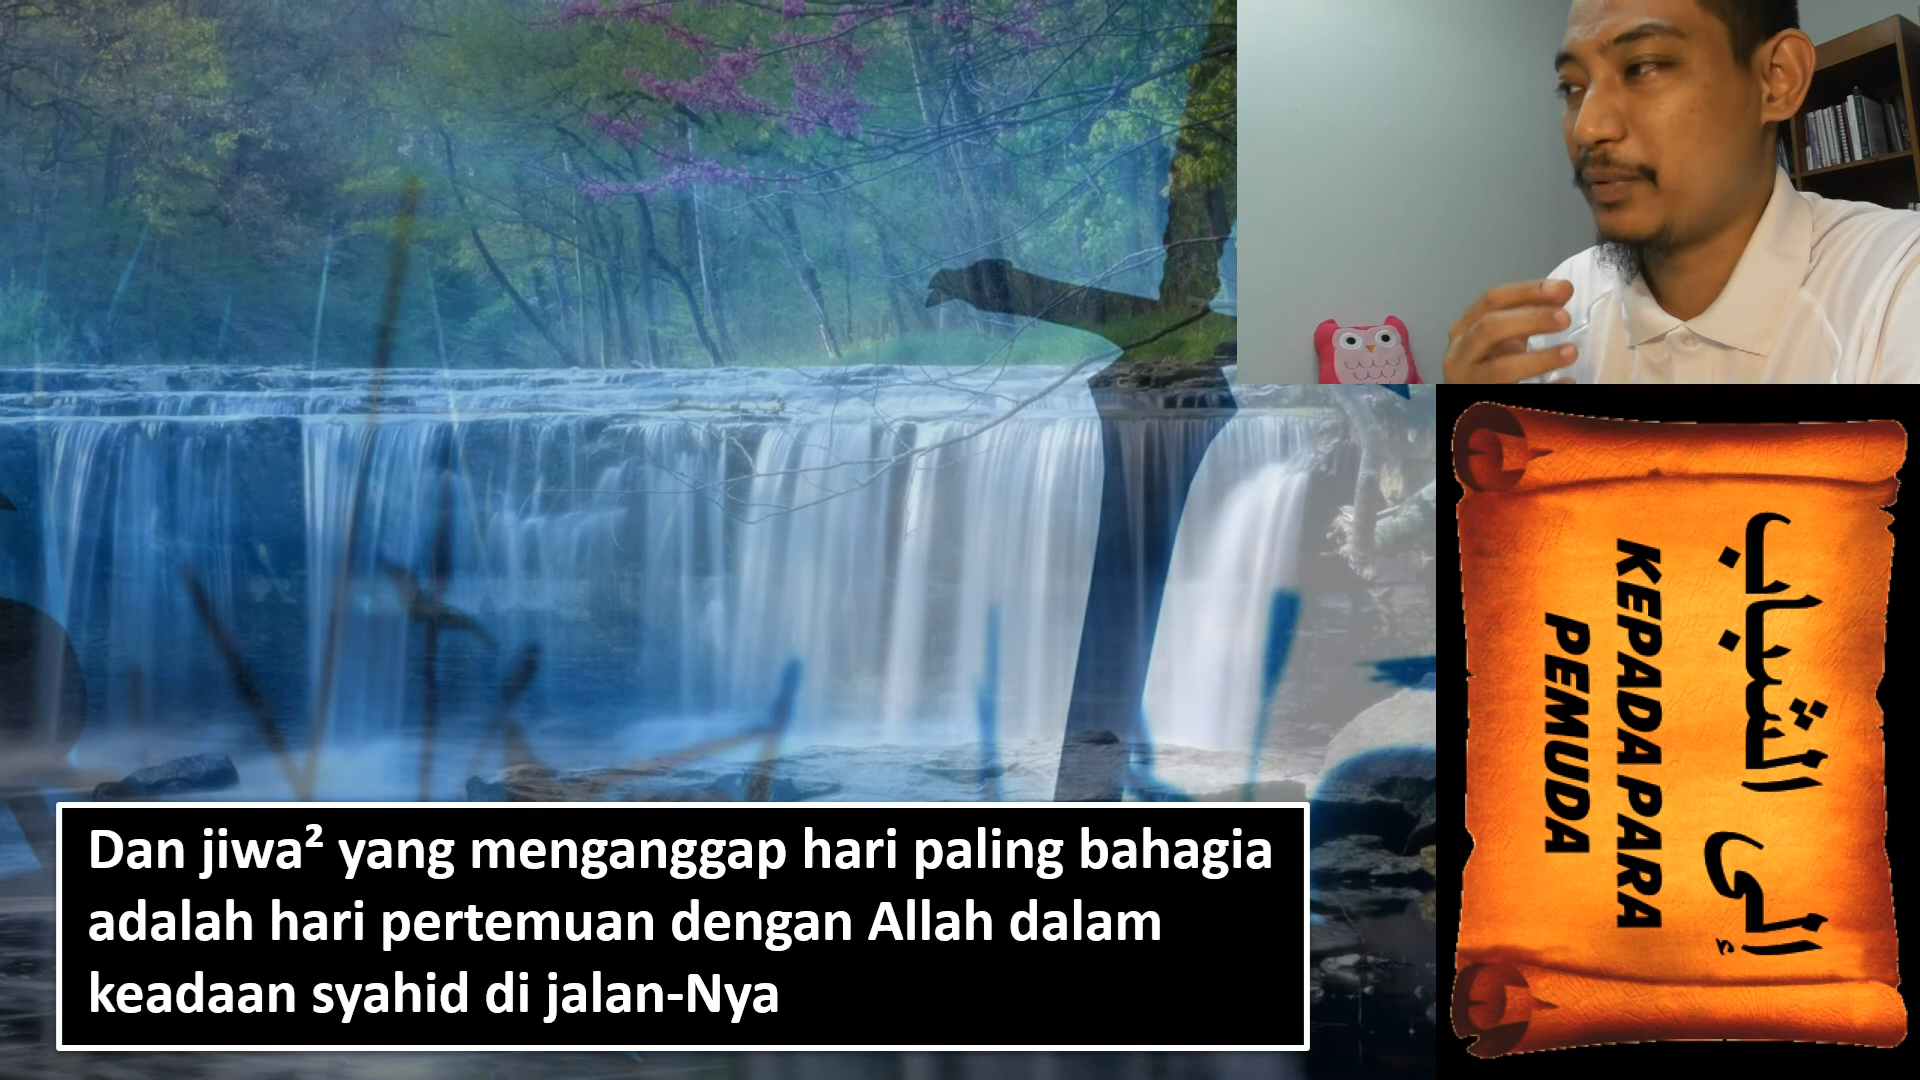 Dan jiwa² yang menganggap hari paling bahagia
adalah hari pertemuan dengan Allah dalam
keadaan syahid di jalan-Nya
إلى الشباب
KEPADA PARA
PEMUDA